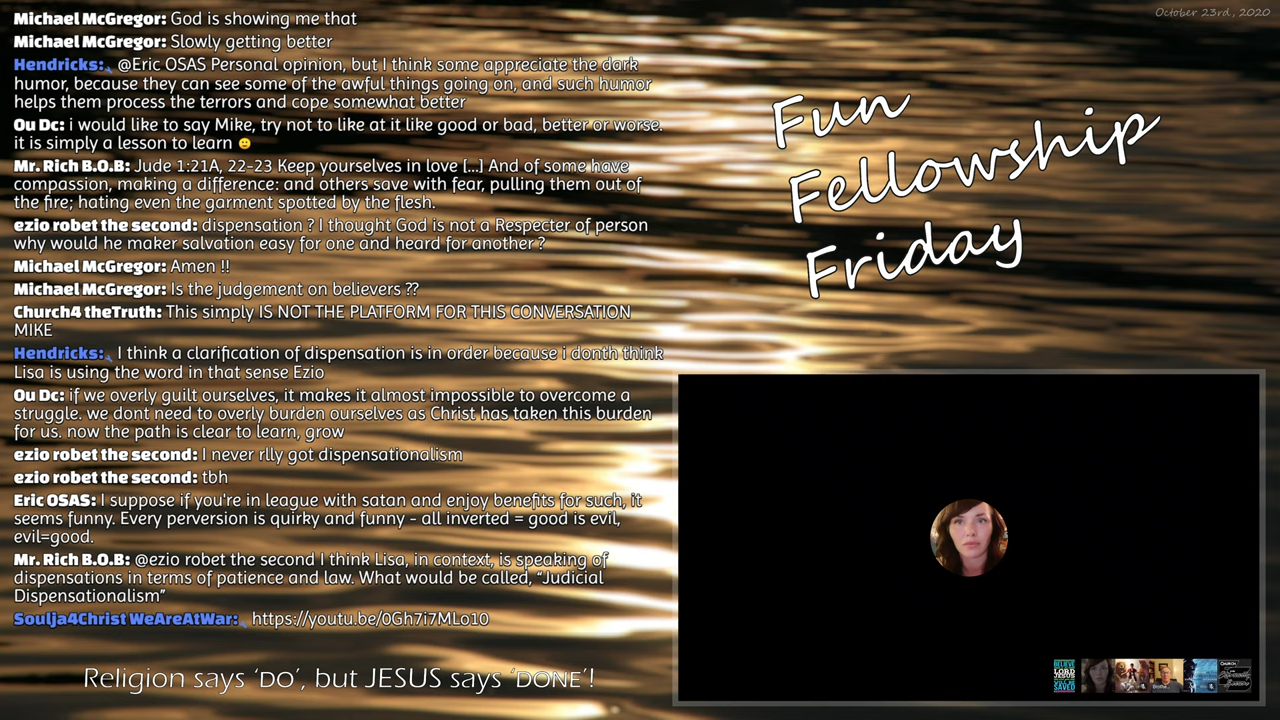 Michael McGregor: God is showing me that
Michael McGregor: Slowly getting better
Hendricks: @Eric OSAS Personal opinion, but I think some appreciate the dark
humor, because they can see some of the awful things going on, and such humor
helps them process the terrors and cope somewhat better
Ou Dc: i would like to say Mike, try not to like at it like good or bad, better or worse.
it is simply a lesson to learn 🙂
Mr. Rich B.O.B: Jude 1:21A, 22-23 Keep yourselves in love [...] And of some have
compassion, making a difference: and others save with fear, pulling them out of
the fire; hating even the garment spotted by the flesh.
ezio robet the second: dispensation ? I thought God is not a Respecter of person
why would he maker salvation easy for one and heard for another ?
Michael McGregor: Amen !!
Michael McGregor: Is the judgement on believers ??
Church4 theTruth: This simply IS NOT THE PLATFORM FOR THIS CONVERSATION
MIKE
Hendricks: I think a clarification of dispensation is in order because i donth think
Lisa is using the word in that sense Ezio
Ou Dc: if we overly guilt ourselves, it makes it almost impossible to overcome a
struggle. we dont need to overly burden ourselves as Christ has taken this burden
for us. now the path is clear to learn, grow
ezio robet the second: I never rlly got dispensationalism
ezio robet the second: tbh
Eric OSAS: I suppose if you're in league with satan and enjoy benefits for such, it
seems funny. Every perversion is quirky and funny - all inverted = good is evil,
evil=good.
Mr. Rich B.O.B: @ezio robet the second I think Lisa, in context, is speaking of
dispensations in terms of patience and law. What would be called, “Judicial
Dispensationalism”
Soulja4Christ WeAreAtWar: https://youtu.be/0Gh7i7MLo10
Religion says ‘DO’, but JESUS says ‘DONE’!
October 23rd, 2020
Fun
Fellowship
Friday
BELIEVE
LORD
JESUS
SAVED
CHURCH